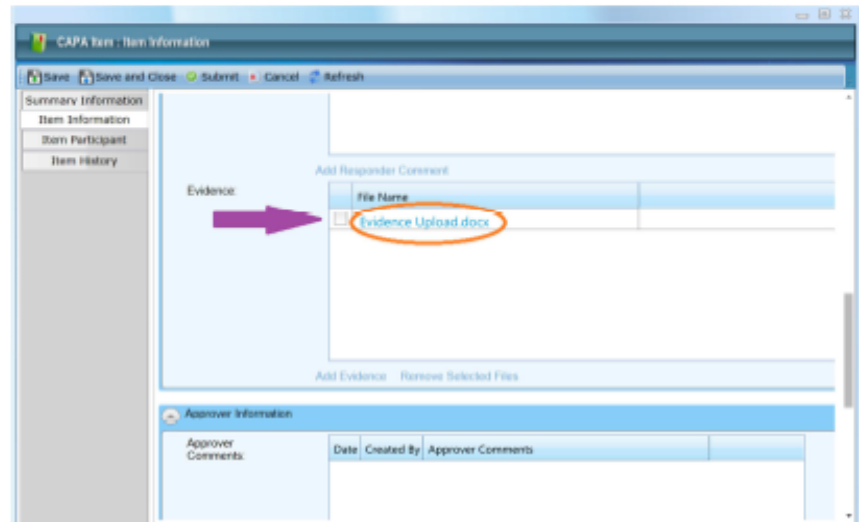 CAPA Item : Item Information
Save Save and Close Submit Cancel Refresh
Summary Information
Item Information
Item Participant
Item History
Add Responder Comment
Evidence:
File Name
Evidence Upload.docx
Add Evidence Remove Selected Files
Approver Information
Approver Comments:
Date Created By Approver Comments